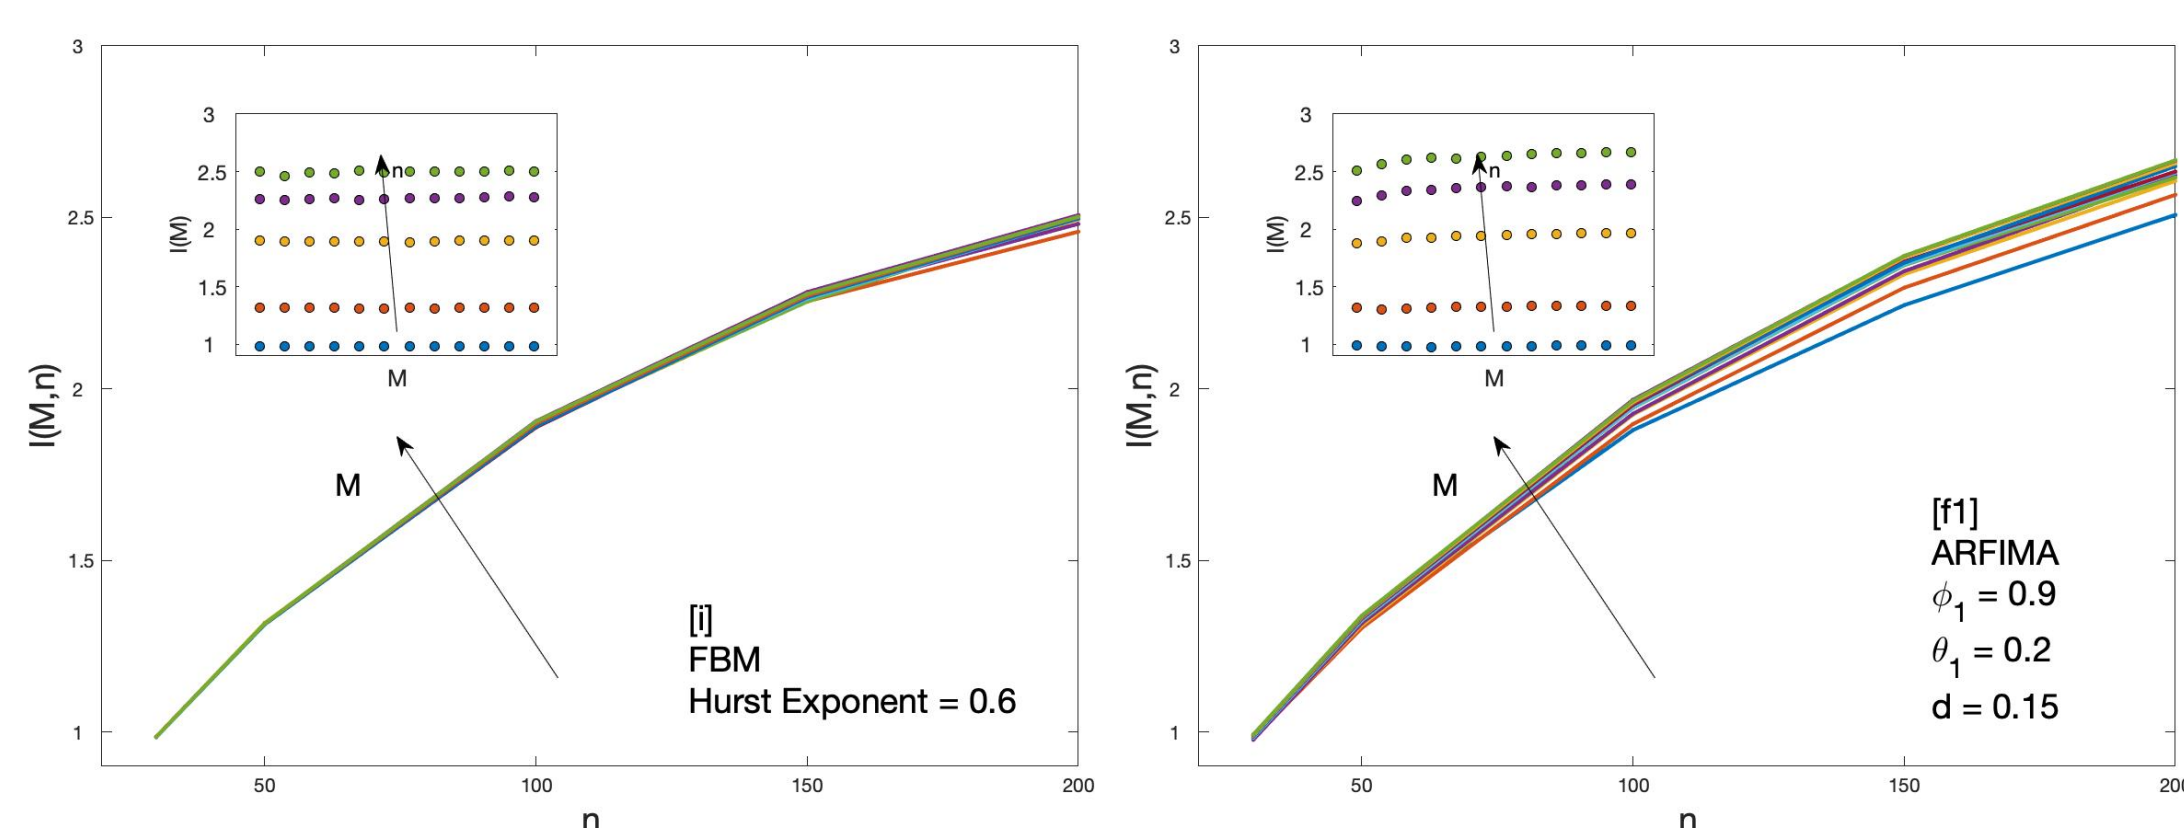 3
2.5
2
1.5
1
I(M,n)
50
100
150
200
n
3
2.5
2
1.5
1
I(M)
n
M
M
[i]
FBM
Hurst Exponent = 0.6
3
2.5
2
1.5
1
I(M,n)
50
100
150
200
n
3
2.5
2
1.5
1
I(M)
n
M
M
[f1]
ARFIMA
ϕ₁ = 0.9
θ₁ = 0.2
d = 0.15